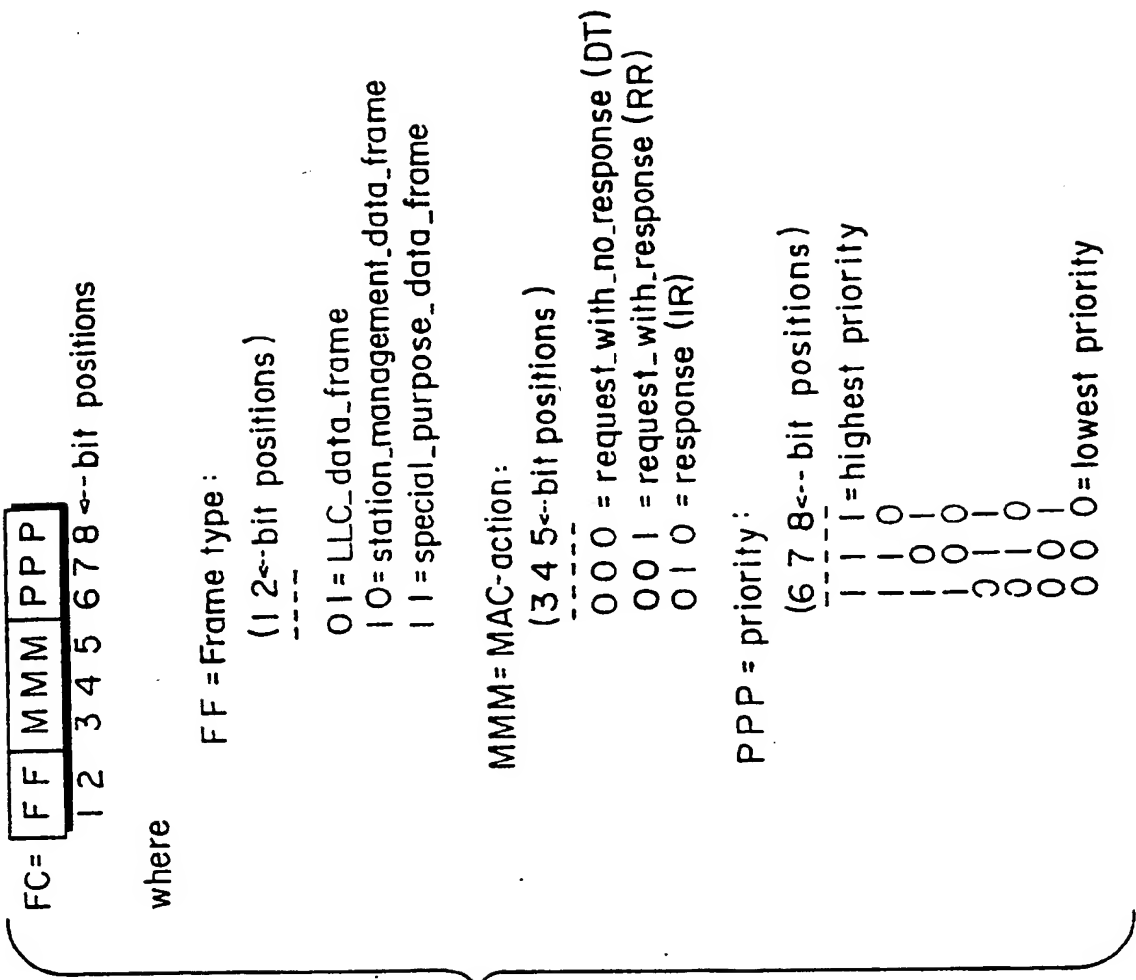 FC= F F M M M P P P
1 2 3 4 5 6 7 8 <--bit positions
where
FF =Frame type:
(1 2<--bit positions)
----
0 1=LLC_data_frame
1 0=station_management_data_frame
1 1=special_purpose_data_frame
MMM=MAC-action:
(3 4 5<--bit positions)
------
0 0 0 =request_with_no_response (DT)
0 0 1 =request_with_response (RR)
0 1 0 =response (IR)
PPP = priority:
(6 7 8<--bit positions)
------
1 1 1 =highest priority
1 1 0
1 0 1
1 0 0
0 1 1
0 1 0
0 0 1
0 0 0=lowest priority